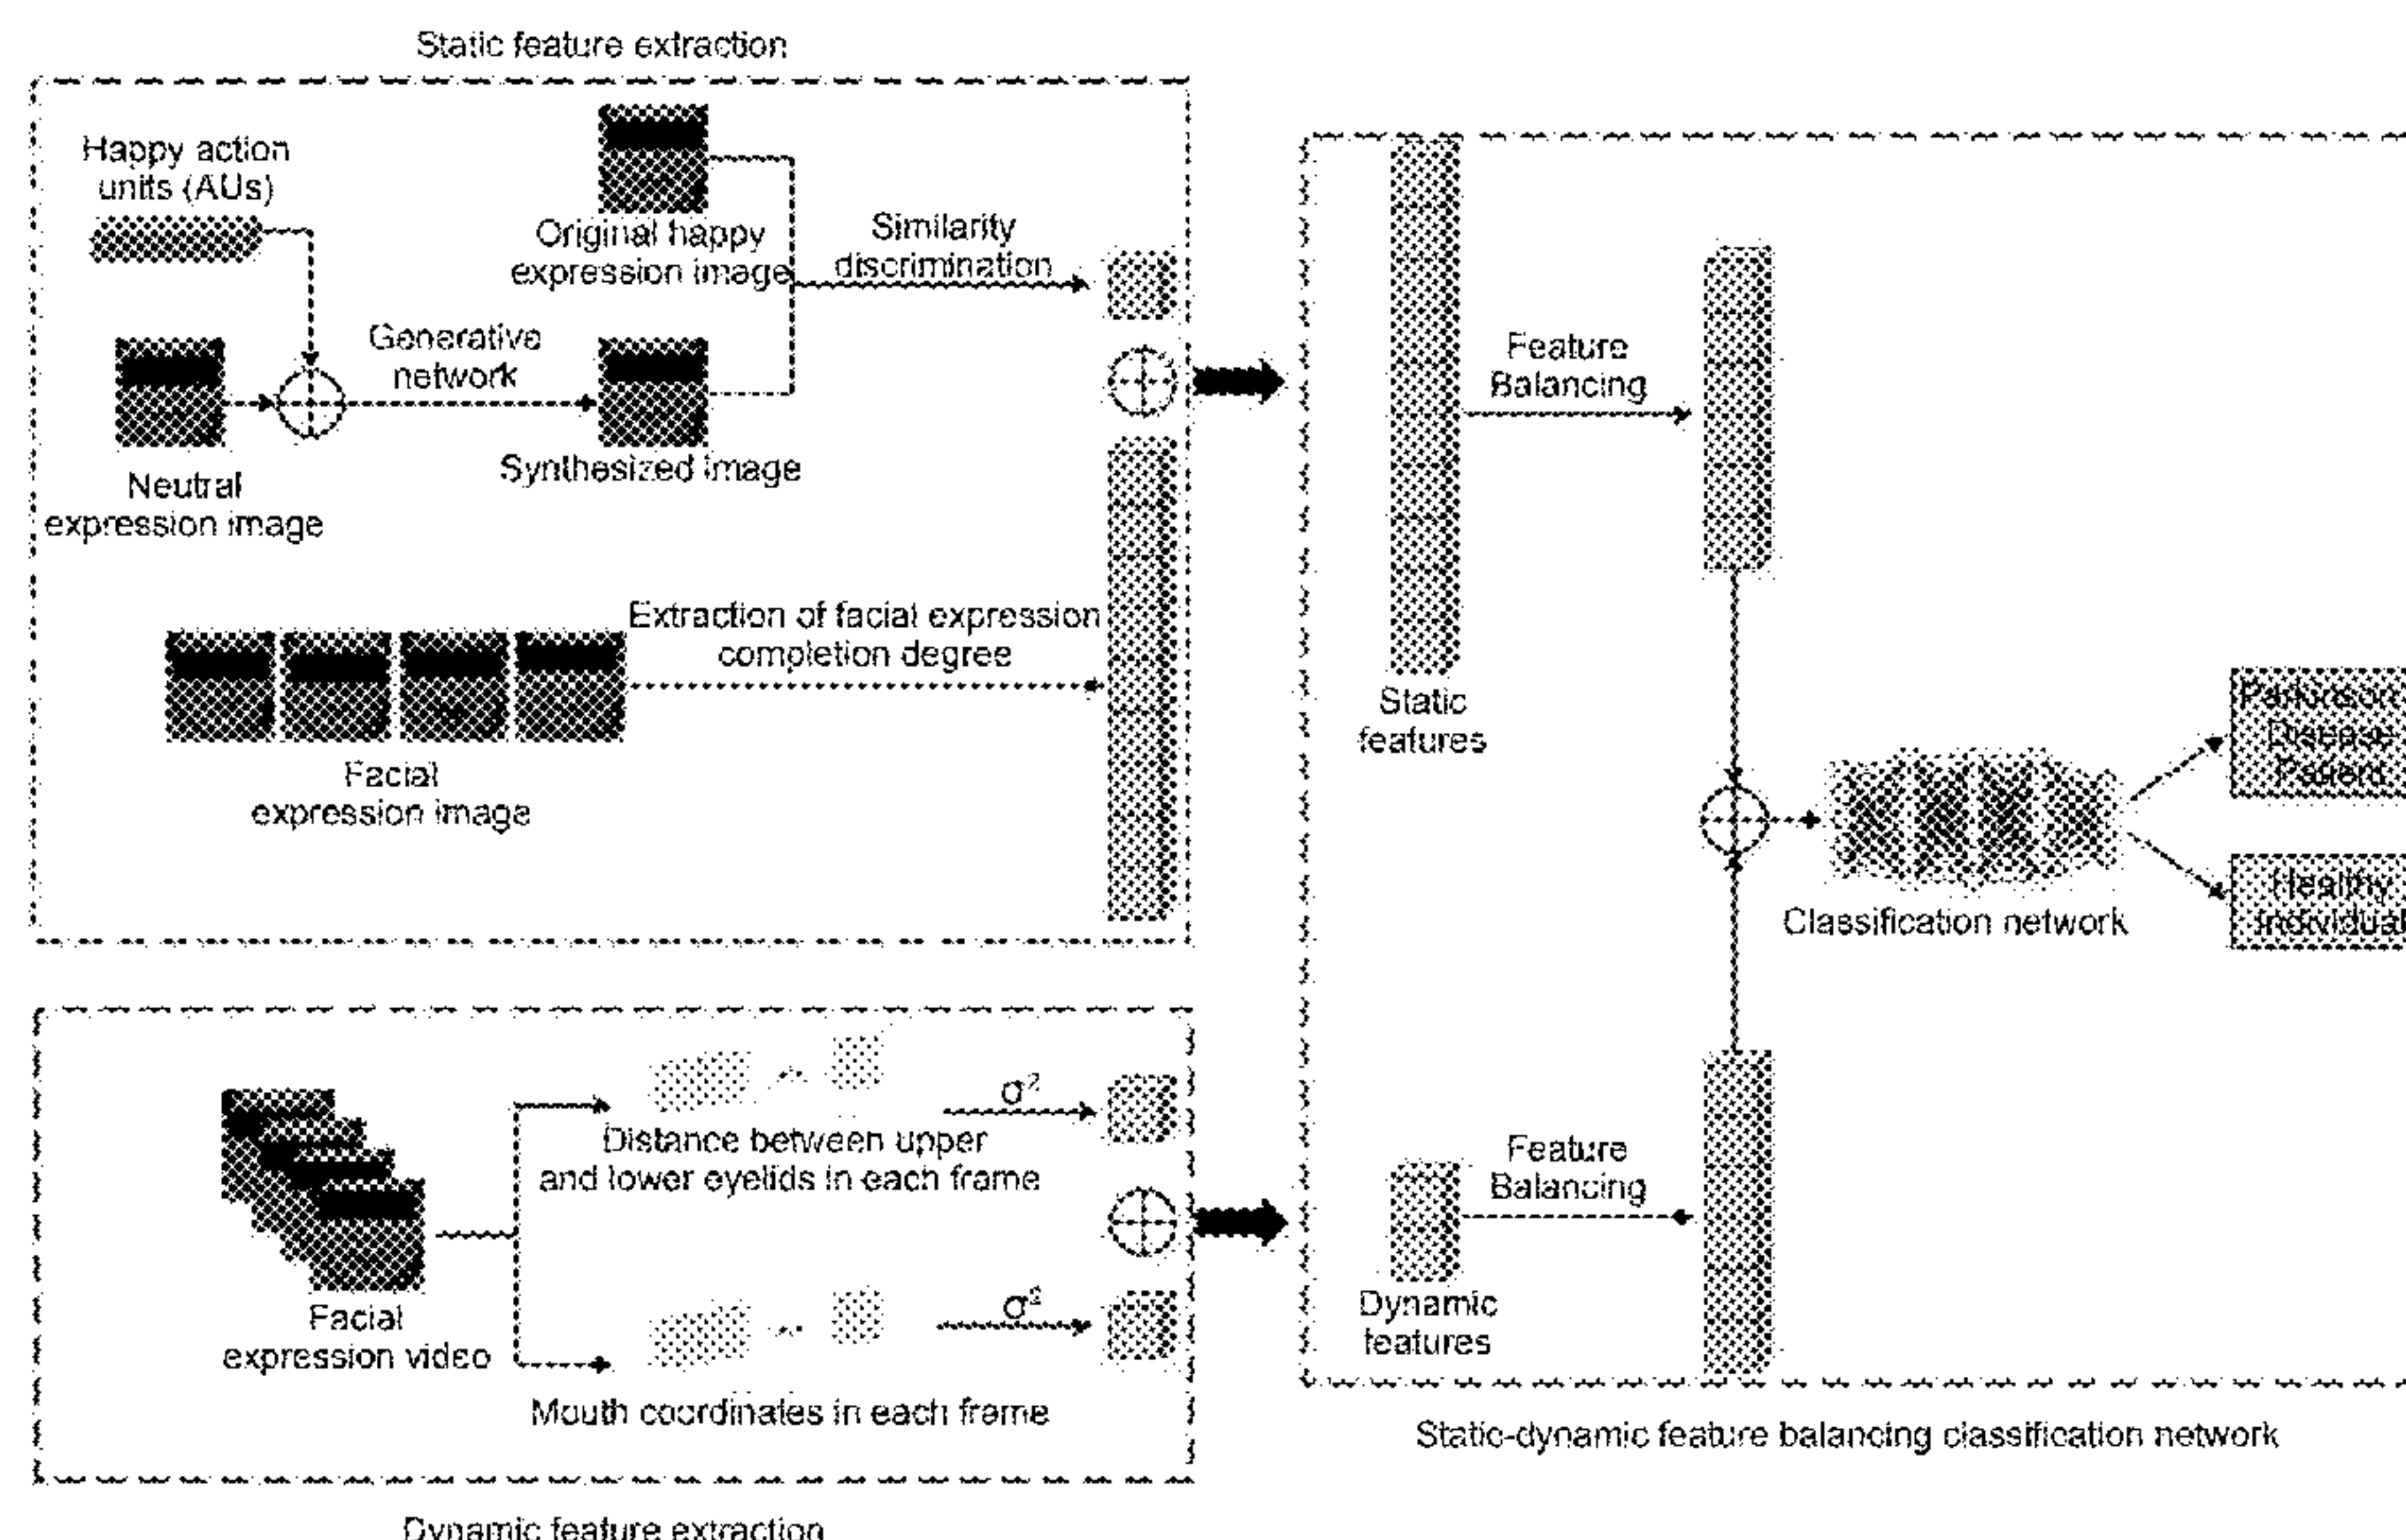 Static feature extraction
Happy action
units (AUs)
Original happy
expression image
Similarity
discrimination
Generative
network
Neutral
expression image
Synthesized image
Extraction of facial expression
completion degree
Facial
expression image
Feature
Balancing
Static
features
Parkinson
Disease
Patient
Classification network
Healthy
Individual
Facial
expression video
Distance between upper
and lower eyelids in each frame
σ²
Mouth coordinates in each frame
σ²
Feature
Balancing
Dynamic
features
Static-dynamic feature balancing classification network
Dynamic feature extraction